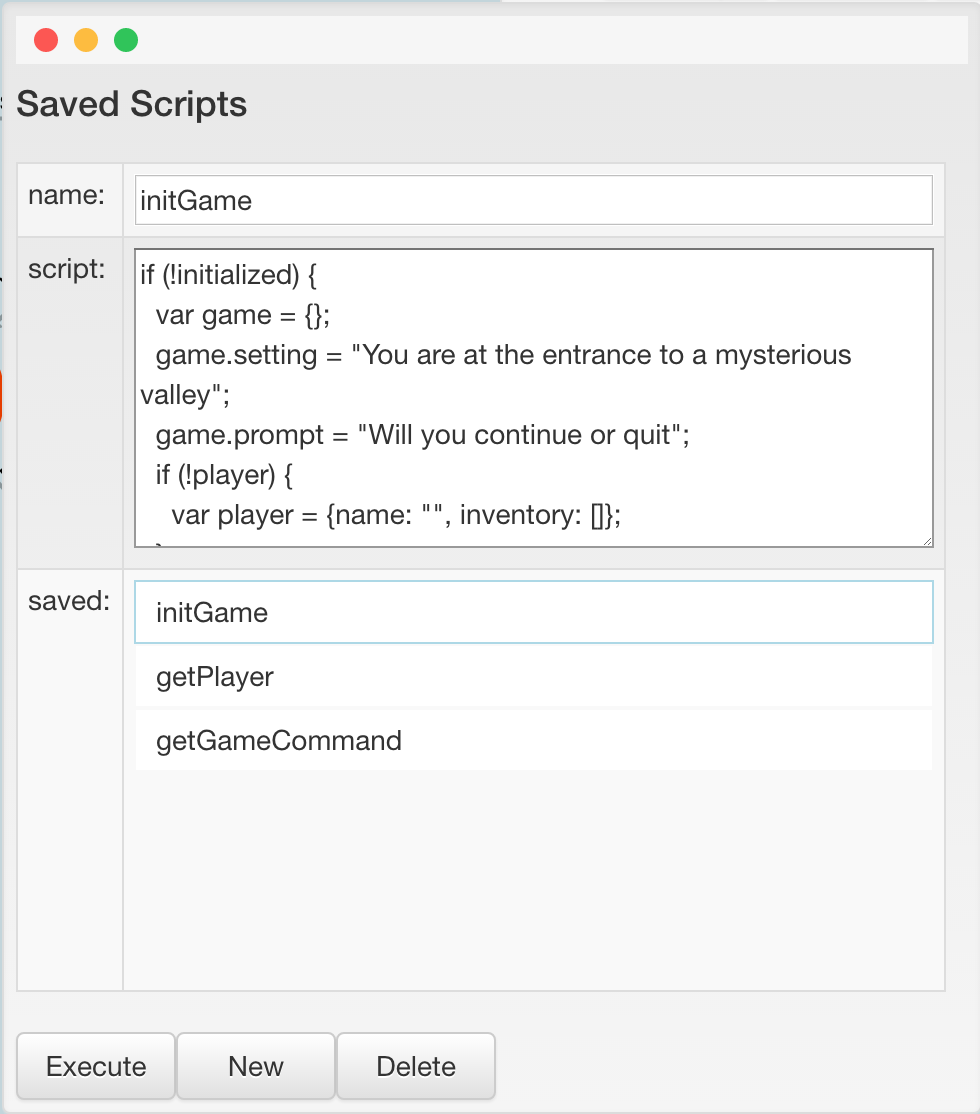 Saved Scripts
name:
initGame
script:
if (!initialized) {
  var game = {};
  game.setting = "You are at the entrance to a mysterious
valley";
  game.prompt = "Will you continue or quit";
  if (!player) {
    var player = {name: "", inventory: []};
saved:
initGame
getPlayer
getGameCommand
Execute
New
Delete